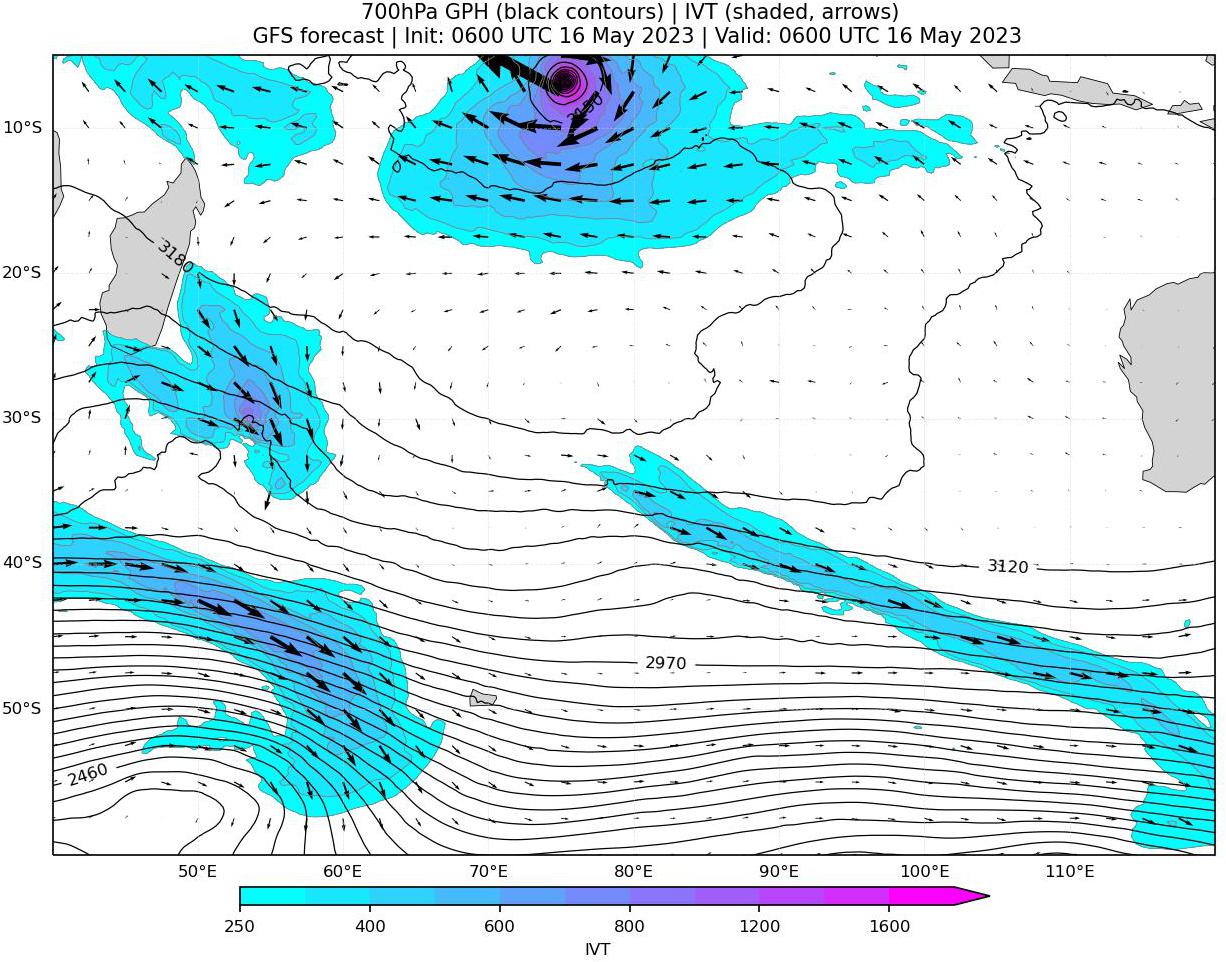 700hPa GPH (black contours) | IVT (shaded, arrows)
GFS forecast | Init: 0600 UTC 16 May 2023 | Valid: 0600 UTC 16 May 2023
10°S
3180
20°S
30°S
40°S
3120
2970
50°S
2460
50°E 60°E 70°E 80°E 90°E 100°E 110°E
250 400 600 800 1200 1600
IVT